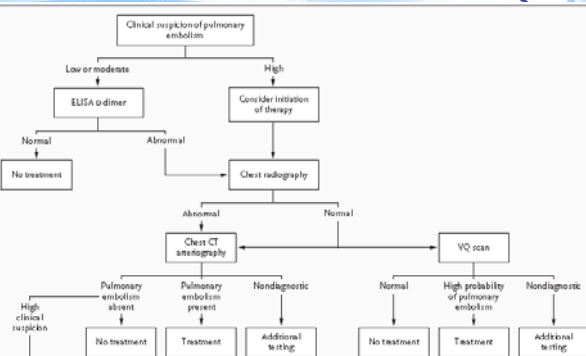 Clinical suspicion of pulmonary
embolism
Low or moderate
High
ELISA D-dimer
Consider initiation
of therapy
Normal
Abnormal
No treatment
Chest radiography
Abnormal
Normal
Chest CT
arteriography
VQ scan
Pulmonary
embolism
absent
Pulmonary
embolism
present
Nondiagnostic
Normal
High probability
of pulmonary
embolism
Nondiagnostic
High
clinical
suspicion
No treatment
Treatment
Additional
testing
No treatment
Treatment
Additional
testing